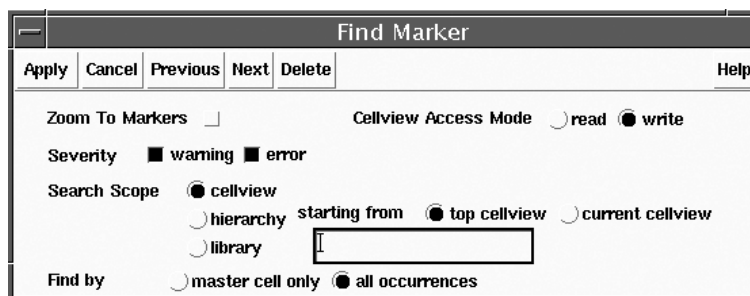 Find Marker
Apply Cancel Previous Next Delete Help
Zoom To Markers Cellview Access Mode read write
Severity warning error
Search Scope cellview
hierarchy starting from top cellview current cellview
library
Find by master cell only all occurrences